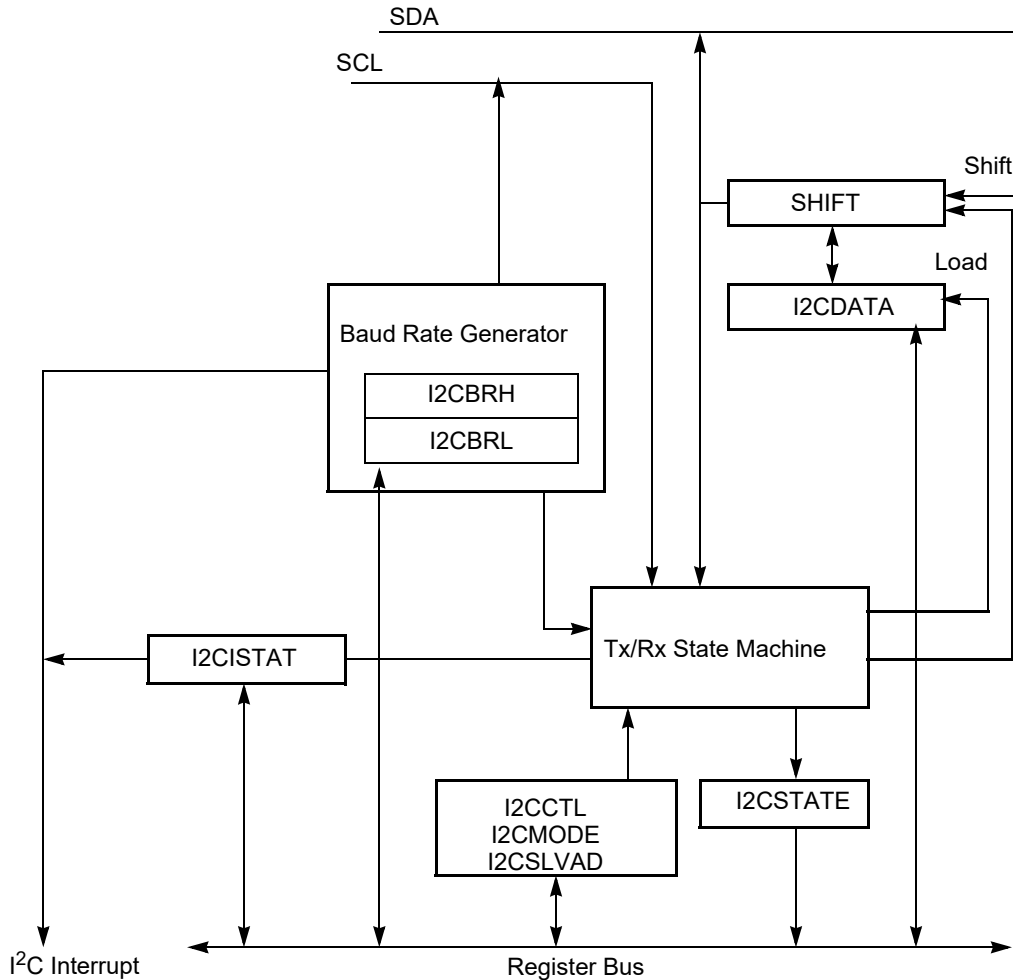 SDA
SCL
Shift
SHIFT
Load
I2CDATA
Baud Rate Generator
I2CBRH
I2CBRL
Tx/Rx State Machine
I2CISTAT
I2CCTL
I2CMODE
I2CSLVAD
I2CSTATE
I²C Interrupt
Register Bus